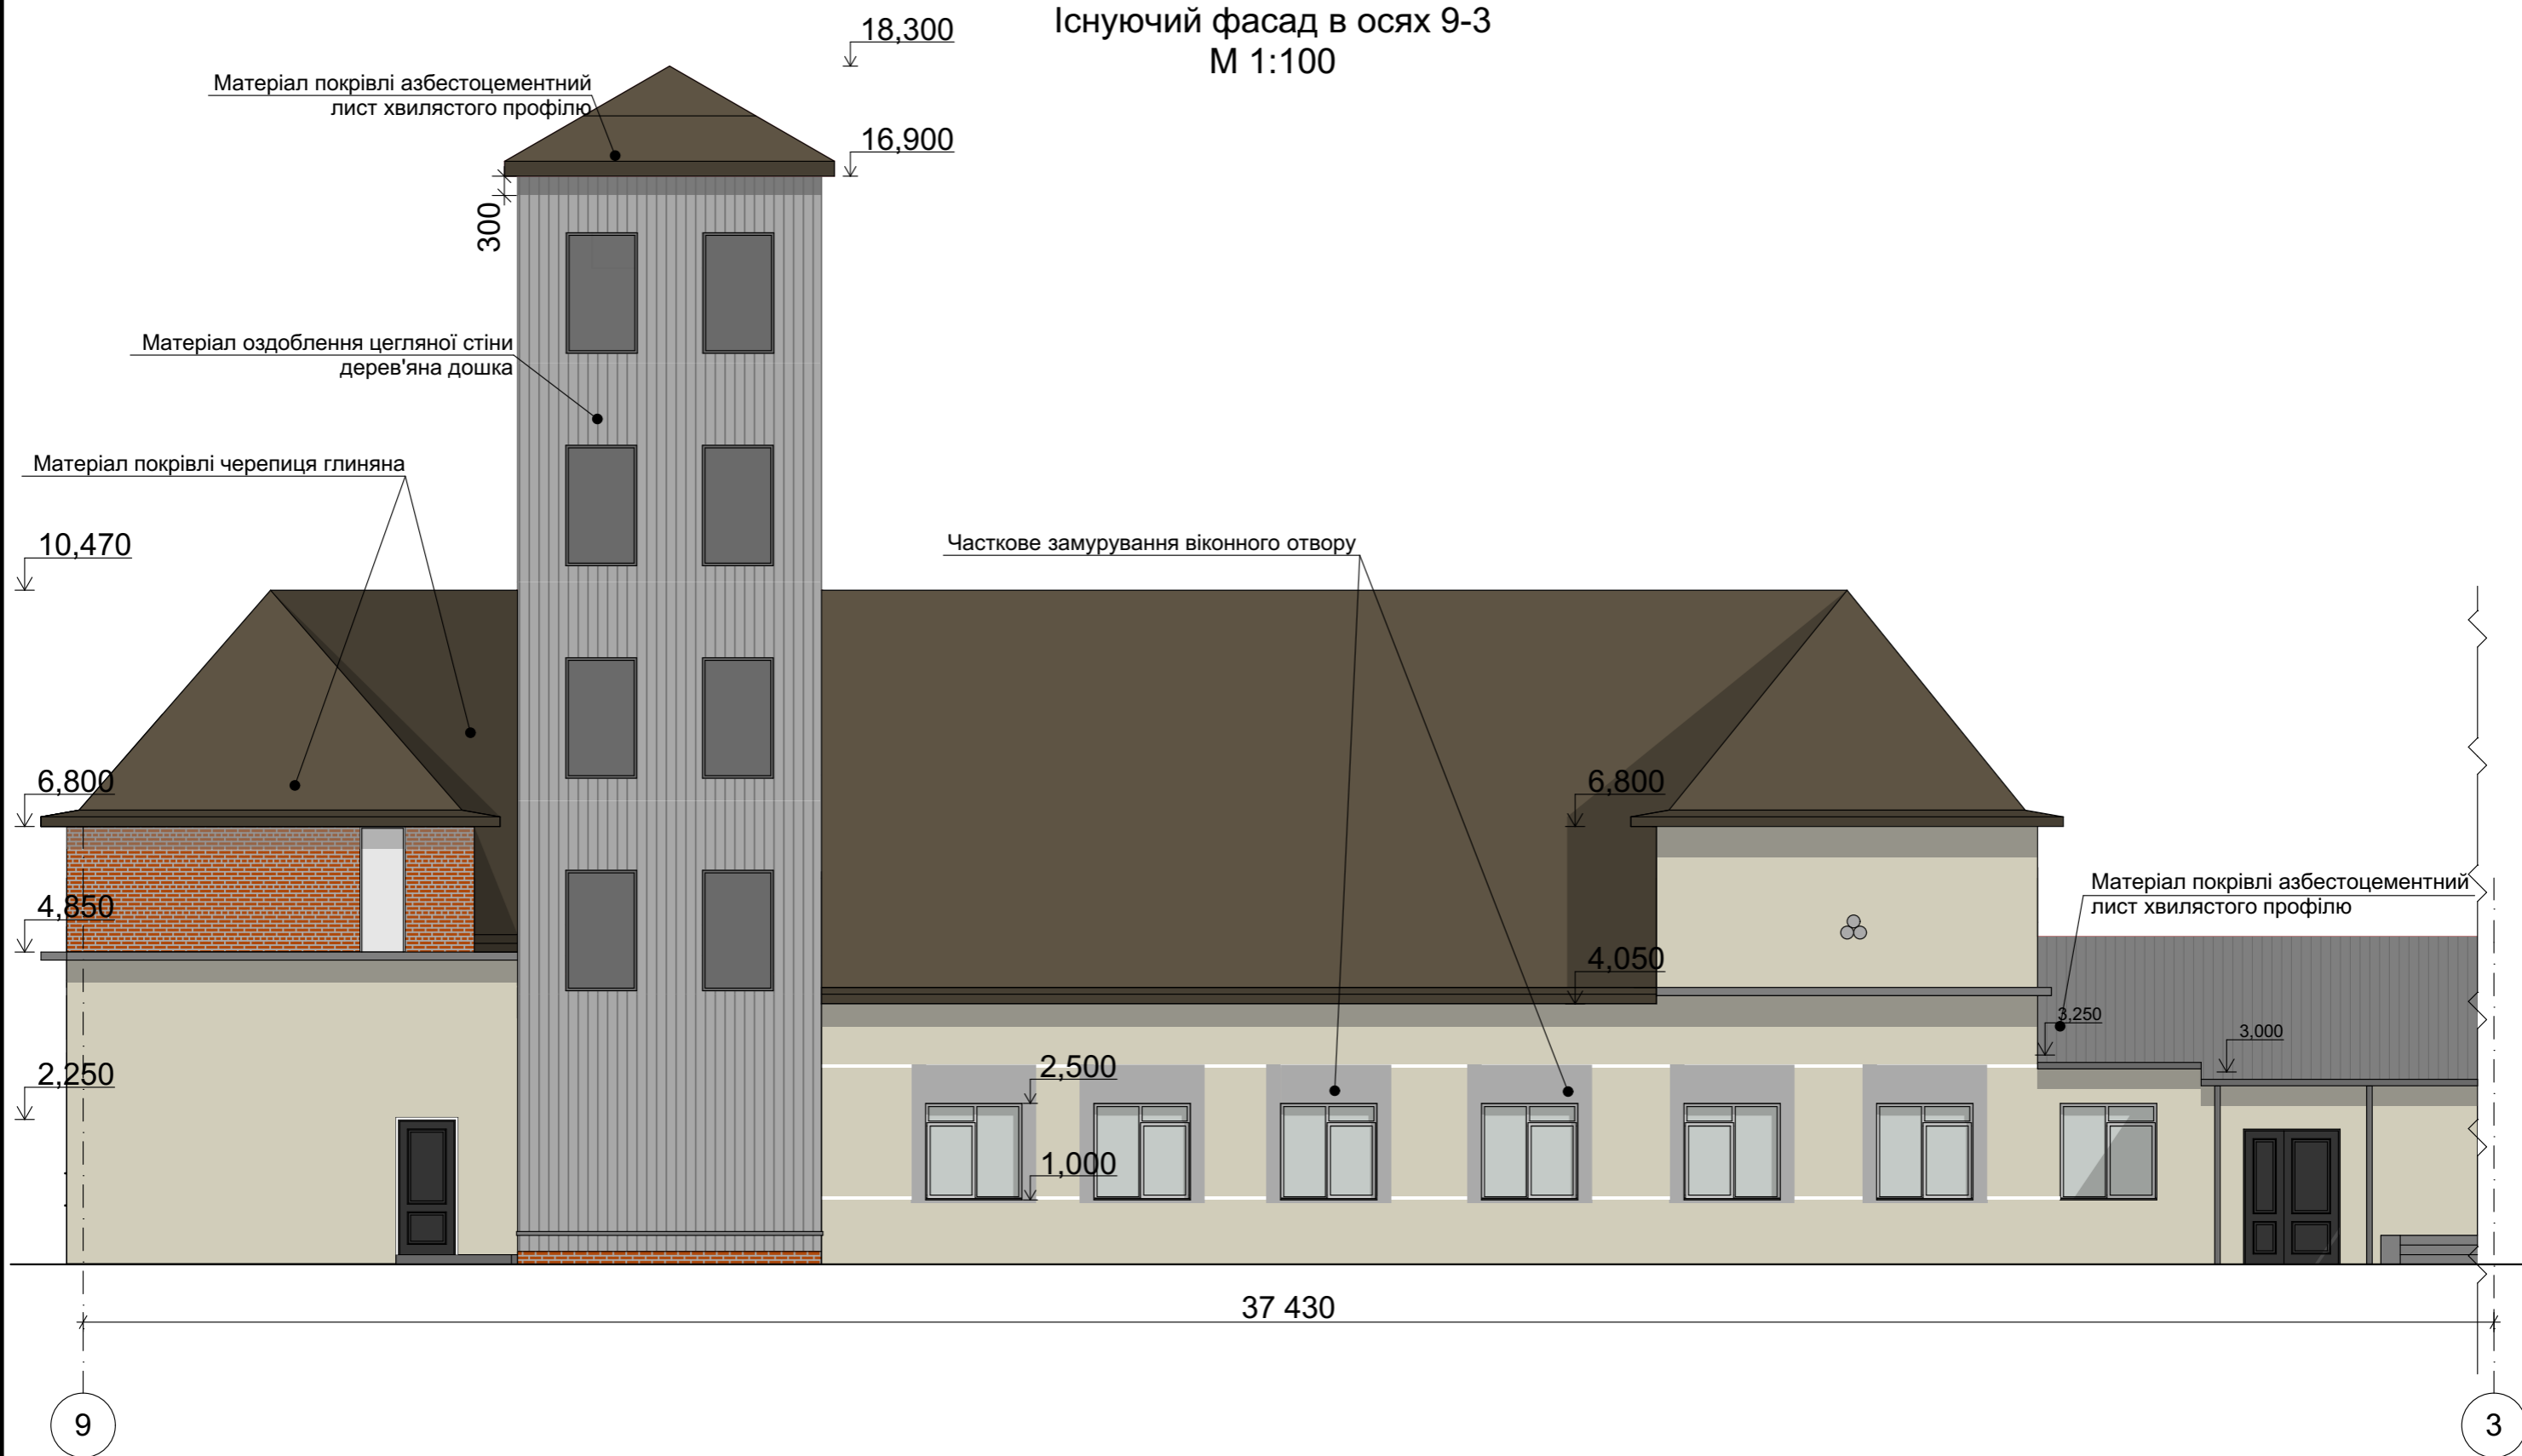 Існуючий фасад в осях 9-3
М 1:100
18,300
Матеріал покрівлі азбестоцементний
лист хвилястого профілю
16,900
300
Матеріал оздоблення цегляної стіни
дерев'яна дошка
Матеріал покрівлі черепиця глиняна
10,470
Часткове замурування віконного отвору
6,800
6,800
Матеріал покрівлі азбестоцементний
лист хвилястого профілю
4,850
4,050
3,250
3,000
2,250
2,500
1,000
37 430
9
3